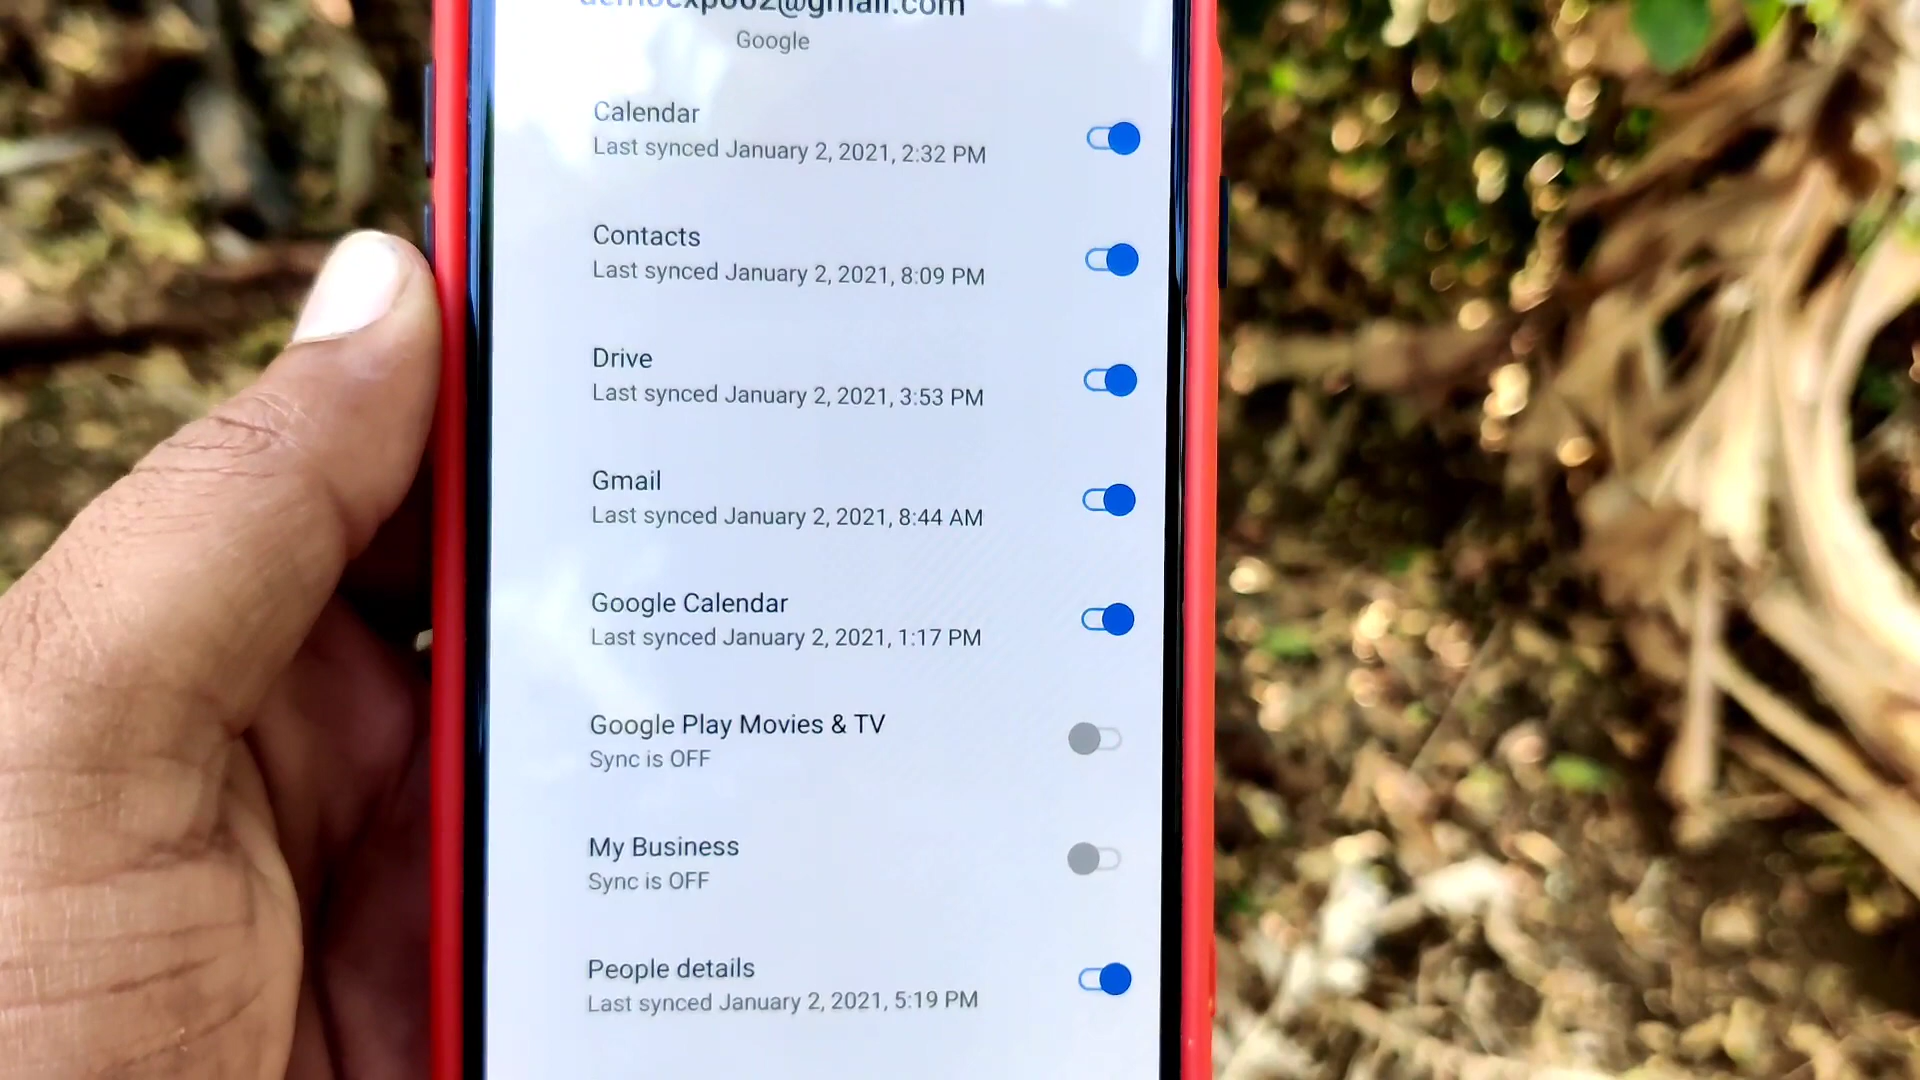 Google
Calendar
Last synced January 2, 2021, 2:32 PM
Contacts
Last synced January 2, 2021, 8:09 PM
Drive
Last synced January 2, 2021, 3:53 PM
Gmail
Last synced January 2, 2021, 8:44 AM
Google Calendar
Last synced January 2, 2021, 1:17 PM
Google Play Movies & TV
Sync is OFF
My Business
Sync is OFF
People details
Last synced January 2, 2021, 5:19 PM